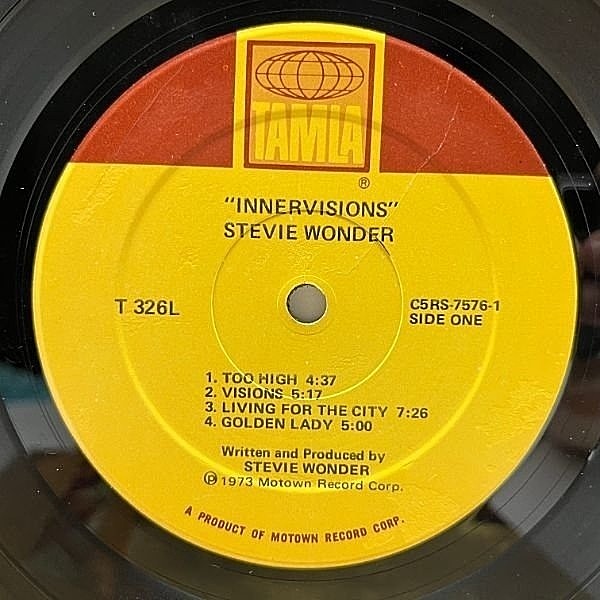 TAMLA
®
"INNERVISIONS"
STEVIE WONDER
T 326L
C5RS-7576-1
SIDE ONE
1. TOO HIGH 4:37
2. VISIONS 5:17
3. LIVING FOR THE CITY 7:26
4. GOLDEN LADY 5:00
Written and Produced by
STEVIE WONDER
℗ 1973 Motown Record Corp.
A PRODUCT OF MOTOWN RECORD CORP.